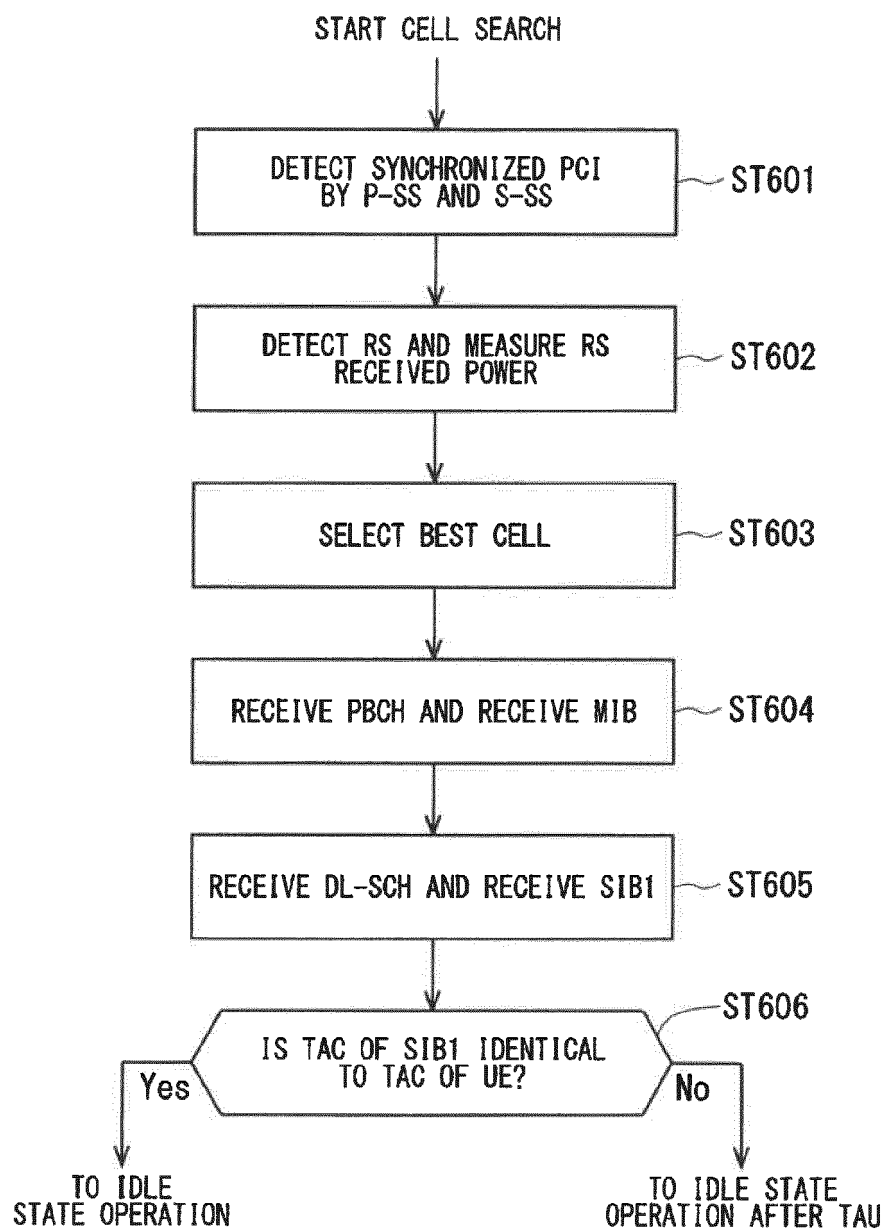 START CELL SEARCH
DETECT SYNCHRONIZED PCI
BY P-SS AND S-SS
ST601
DETECT RS AND MEASURE RS
RECEIVED POWER
ST602
SELECT BEST CELL
ST603
RECEIVE PBCH AND RECEIVE MIB
ST604
RECEIVE DL-SCH AND RECEIVE SIB1
ST605
ST606
IS TAC OF SIB1 IDENTICAL
TO TAC OF UE?
Yes
No
TO IDLE
STATE OPERATION
TO IDLE STATE
OPERATION AFTER TAU